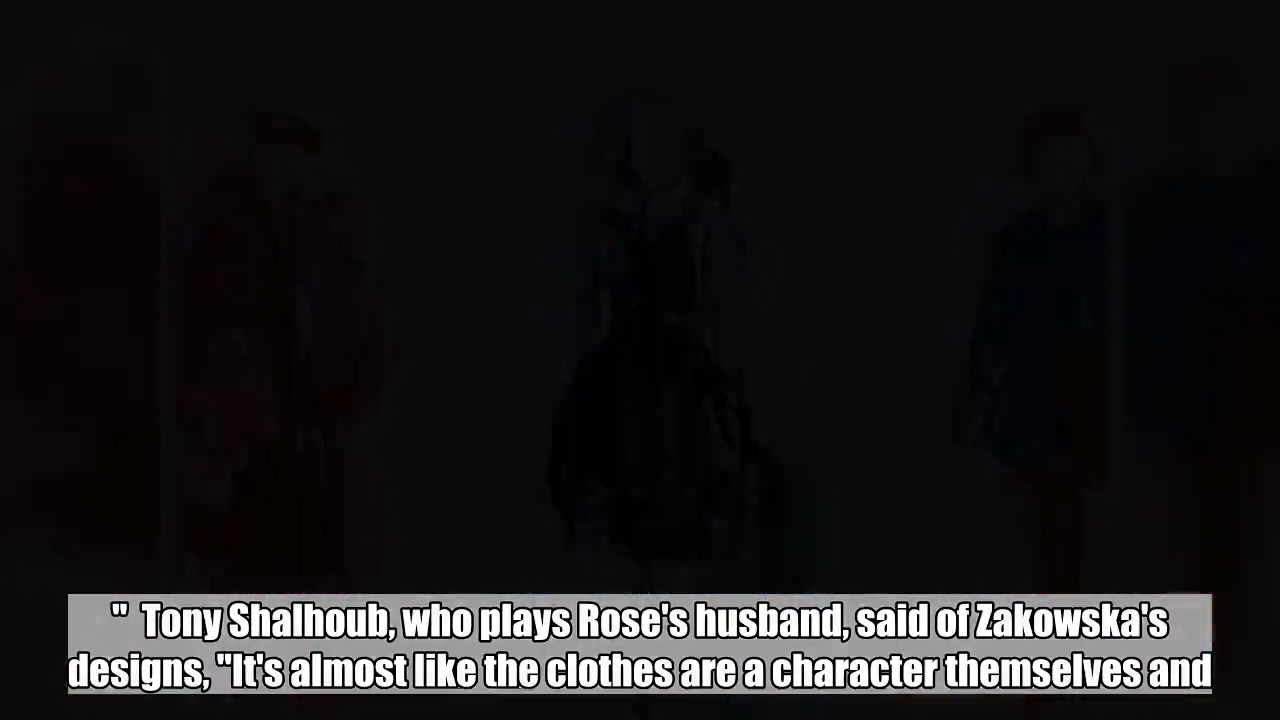 " Tony Shalhoub, who plays Rose's husband, said of Zakowska's
designs, "It's almost like the clothes are a character themselves and